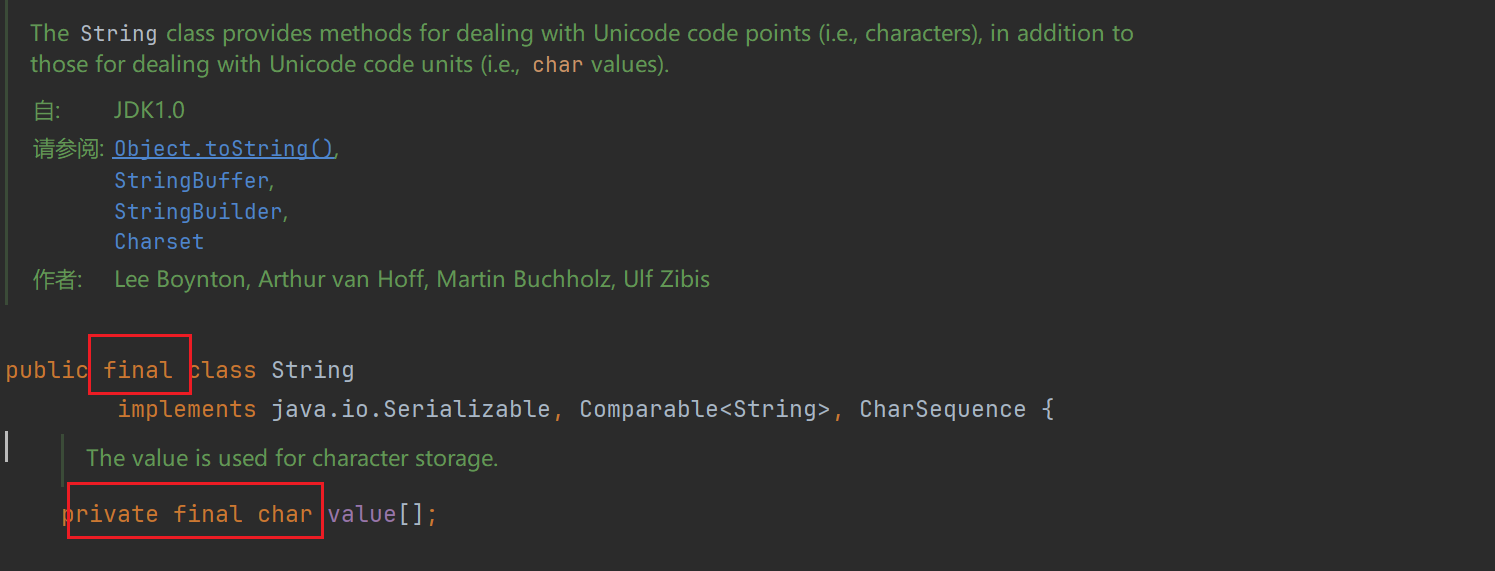 The String class provides methods for dealing with Unicode code points (i.e., characters), in addition to
those for dealing with Unicode code units (i.e., char values).
自: JDK1.0
请参阅: Object.toString(),
StringBuffer,
StringBuilder,
Charset
作者: Lee Boynton, Arthur van Hoff, Martin Buchholz, Ulf Zibis
public final class String
implements java.io.Serializable, Comparable<String>, CharSequence {
The value is used for character storage.
private final char value[];